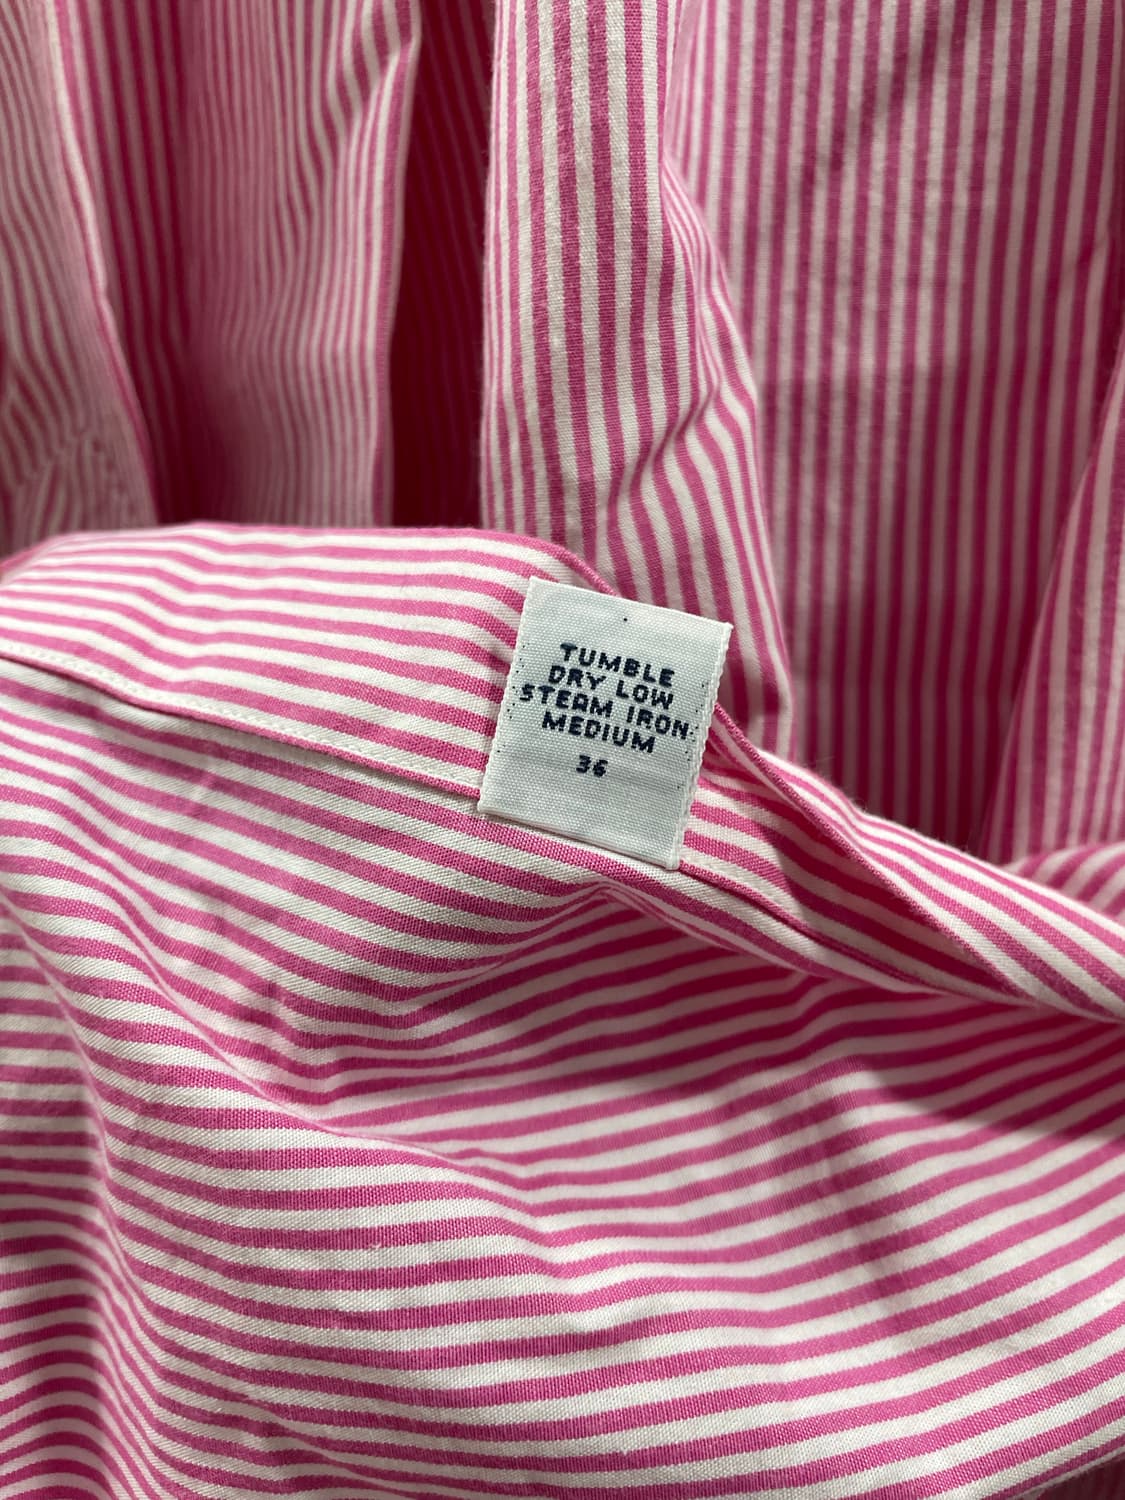 TUMBLE
DRY LOW
STEAM IRON
MEDIUM
36